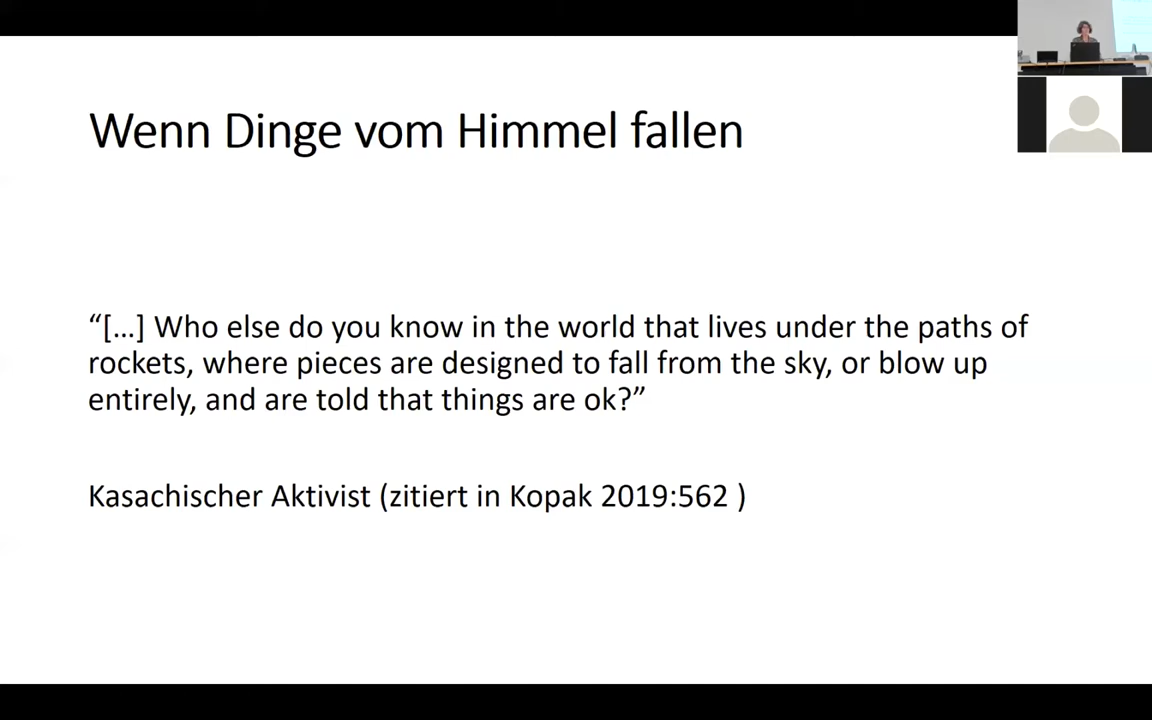 Wenn Dinge vom Himmel fallen
“[…] Who else do you know in the world that lives under the paths of
rockets, where pieces are designed to fall from the sky, or blow up
entirely, and are told that things are ok?”
Kasachischer Aktivist (zitiert in Kopak 2019:562 )